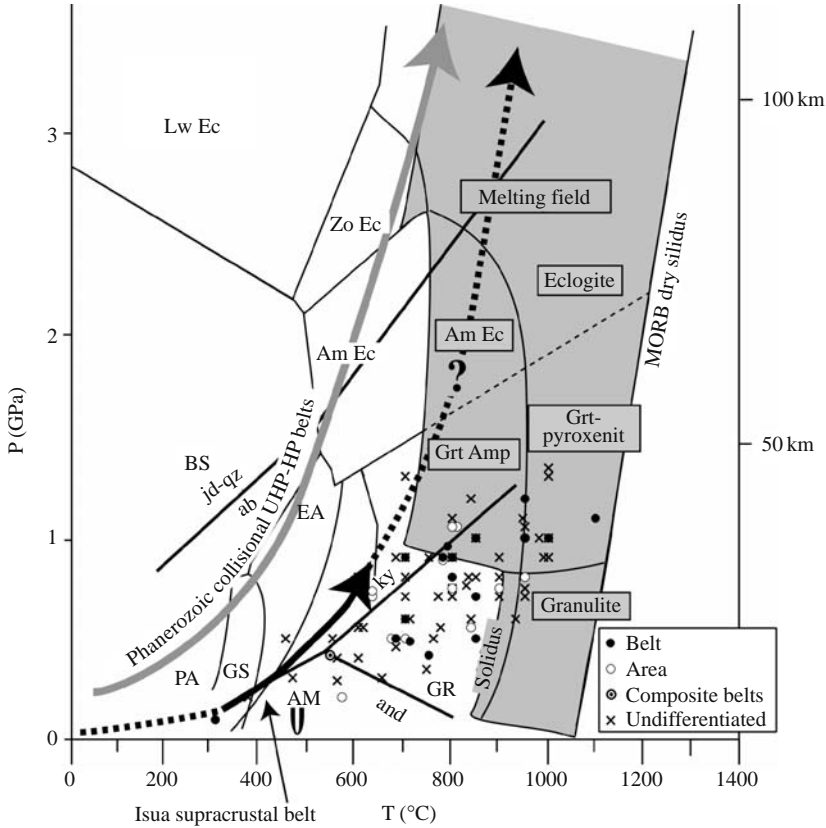 Lw Ec
3
100 km
Melting field
Zo Ec
Eclogite
MORB dry silidus
2
Am Ec
Am Ec
?
P (GPa)
Grt-
pyroxenit
Grt Amp
50 km
BS
jd-qz
ab
Phanerozoic collisional UHP-HP belts
EA
1
ky
Granulite
PA
GS
AM
and
GR
Solidus
Belt
Area
Composite belts
Undifferentiated
0
0
200
400
600
800
1000
1200
1400
Isua supracrustal belt
T (°C)